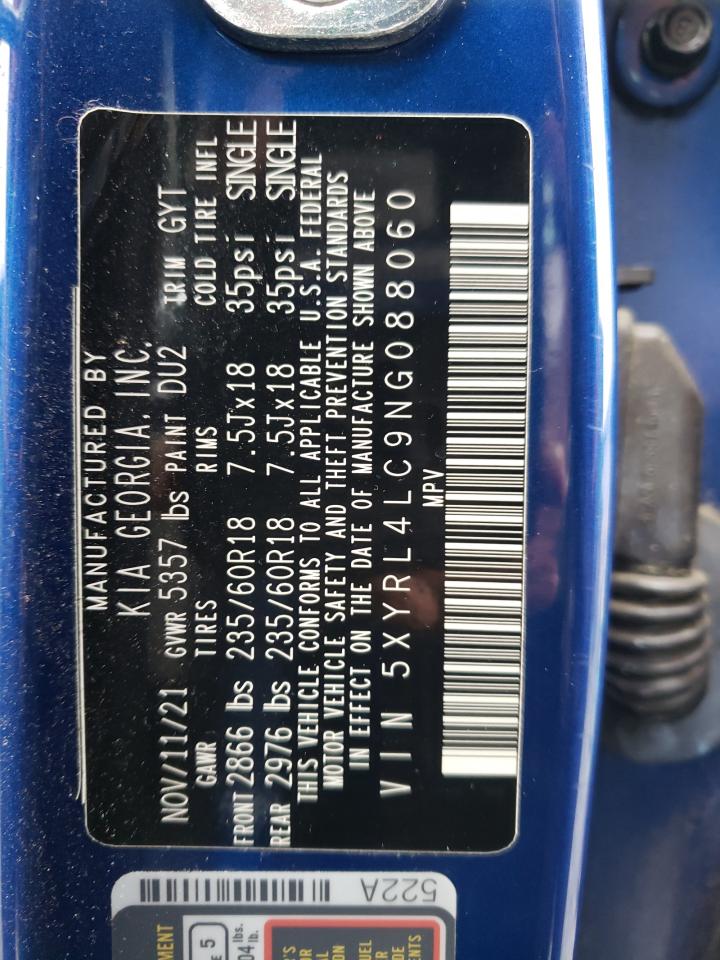 MANUFACTURED BY
KIA GEORGIA, INC.
NOV/11/21 GVWR 5357 lbs PAINT DU2 TRIM GYT
GAWR TIRES RIMS COLD TIRE INFL
FRONT 2866 lbs 235/60R18 7.5Jx18 35psi SINGLE
REAR 2976 lbs 235/60R18 7.5Jx18 35psi SINGLE
THIS VEHICLE CONFORMS TO ALL APPLICABLE U.S.A. FEDERAL
MOTOR VEHICLE SAFETY AND THEFT PREVENTION STANDARDS
IN EFFECT ON THE DATE OF MANUFACTURE SHOWN ABOVE
VIN 5XYRL4LC9NG088060
MPV
522A
5
lbs.
lb.